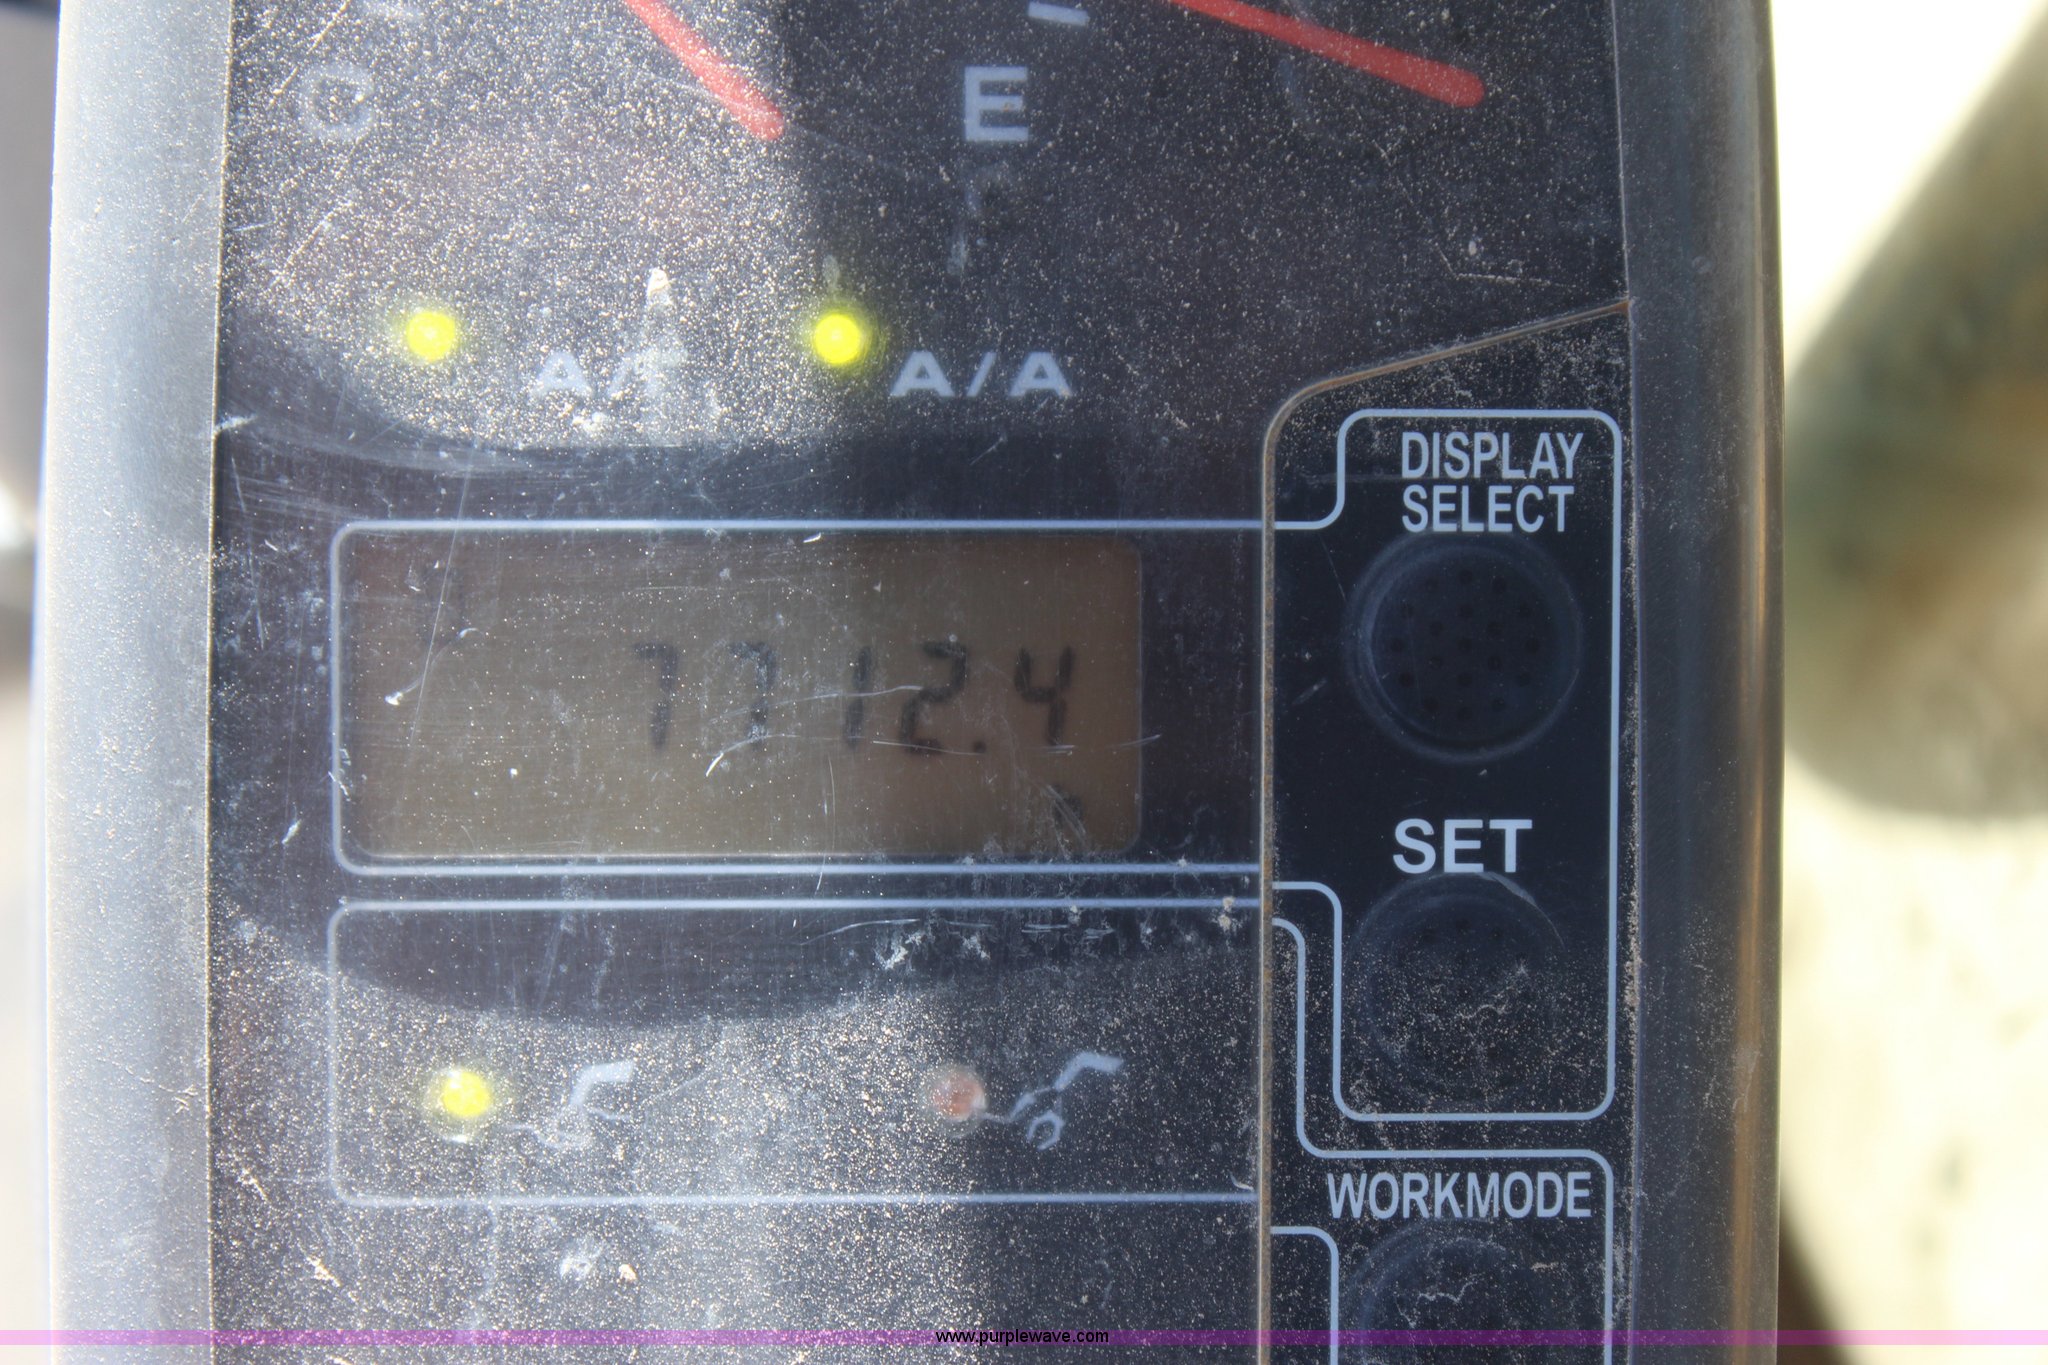 E
A/A
A/A
DISPLAY
SELECT
7712.4
h
SET
WORKMODE
www.purplewave.com